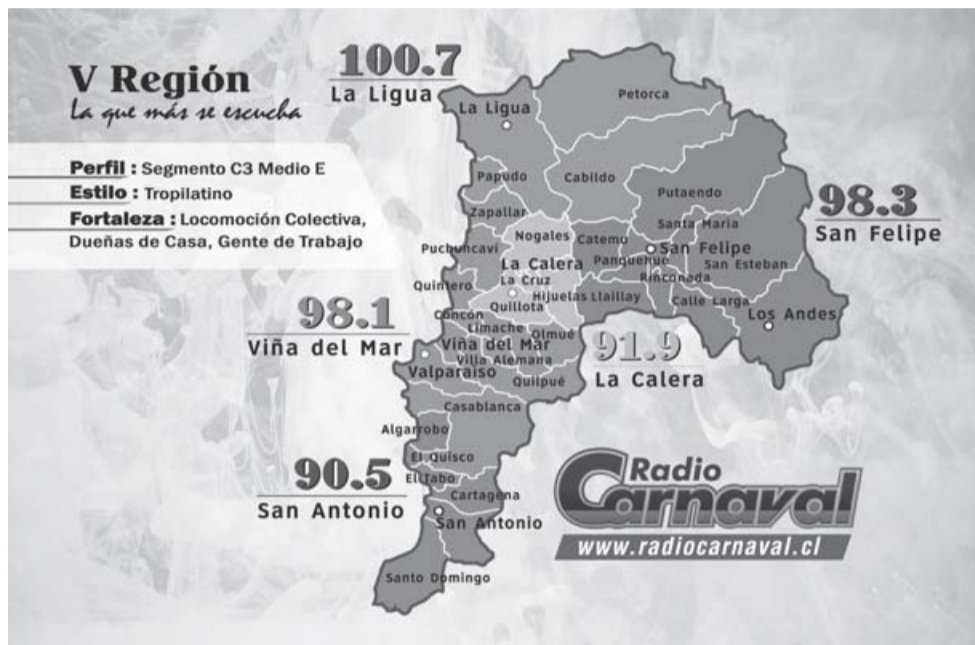 V Región
La que más se escucha
Perfil : Segmento C3 Medio E
Estilo : Tropilatino
Fortaleza : Locomoción Colectiva,
Dueñas de Casa, Gente de Trabajo
100.7
La Ligua
98.3
San Felipe
98.1
Viña del Mar
91.9
La Calera
90.5
San Antonio
La Ligua
Petorca
Papudo
Cabildo
Putaendo
Zapallar
Santa Maria
Nogales
Catemu
San Felipe
Puchuncaví
La Calera
Panquehue
San Esteban
Rinconada
Quintero
La Cruz
Hijuelas
Llaillay
Calle Larga
Quillota
Los Andes
Concón
Limache
Olmué
Viña del Mar
Villa Alemana
Valparaíso
Quilpué
Casablanca
Algarrobo
El Quisco
El Tabo
Cartagena
San Antonio
Santo Domingo
Radio
Carnaval
www.radiocarnaval.cl